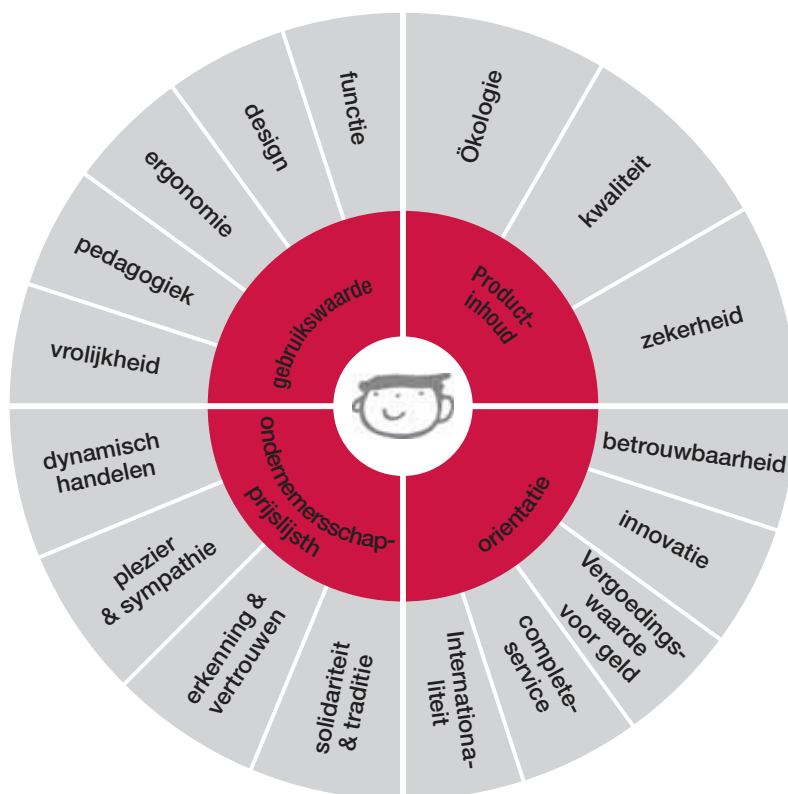 functie
design
ergonomie
pedagogiek
vrolijkheid
gebruikswaarde
Ökologie
kwaliteit
zekerheid
Product-
inhoud
betrouwbaarheid
innovatie
Vergoedings-
waarde
voor geld
complete-
service
Internationa-
liteit
orientatie
dynamisch
handelen
plezier
& sympathie
erkenning &
vertrouwen
solidariteit
& traditie
ondernemersschap-
prijslijsth